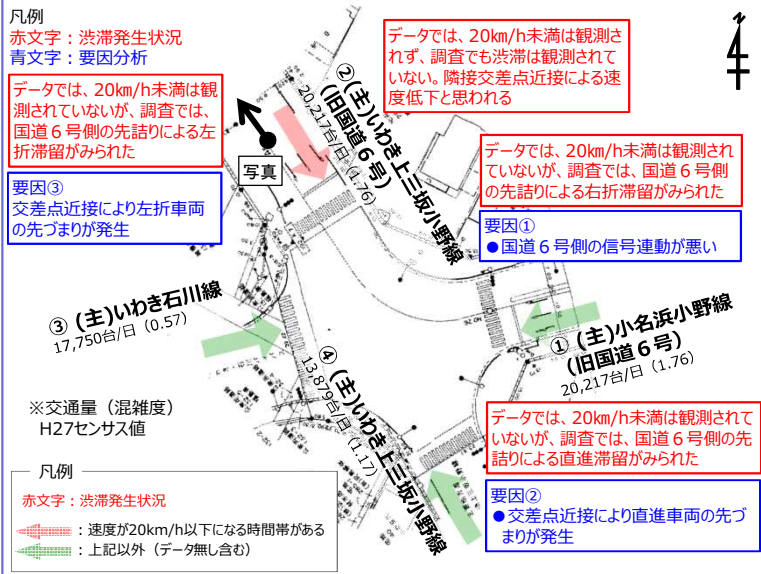 凡例
赤文字：渋滞発生状況
青文字：要因分析
データでは、20km/h未満は観
測されていないが、調査では、
国道６号側の先詰りによる左
折滞留がみられた
要因③
交差点近接により左折車両
の先づまりが発生
写真
②(主)いわき上三坂小野線
(旧国道６号)
20,217台/日（1.76）
データでは、20km/h未満は観測さ
れず、調査でも渋滞は観測されて
いない。隣接交差点近接による速
度低下と思われる
データでは、20km/h未満は観測され
ていないが、調査では、国道６号側
の先詰りによる右折滞留がみられた
要因①
●国道６号側の信号連動が悪い
③ (主)いわき石川線
17,750台/日（0.57）
④ (主)いわき上三坂小野線
13,879台/日（1.17）
① (主)小名浜小野線
(旧国道６号)
20,217台/日（1.76）
※交通量（混雑度）
H27センサス値
データでは、20km/h未満は観測されて
いないが、調査では、国道６号側の先
詰りによる直進滞留がみられた
要因②
●交差点近接により直進車両の先づ
まりが発生
凡例
赤文字：渋滞発生状況
：速度が20km/h以下になる時間帯がある
：上記以外（データ無し含む）